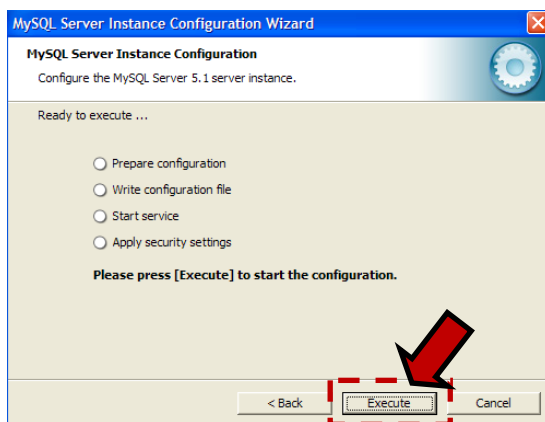 MySQL Server Instance Configuration Wizard
MySQL Server Instance Configuration
Configure the MySQL Server 5.1 server instance.
Ready to execute ...
Prepare configuration
Write configuration file
Start service
Apply security settings
Please press [Execute] to start the configuration.
< Back Execute Cancel